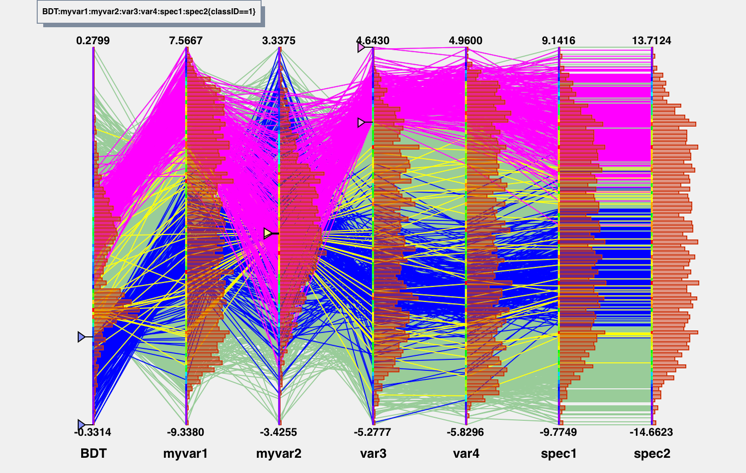 BDT:myvar1:myvar2:var3:var4:spec1:spec2{classID==1}
0.2799 7.5667 3.3375 4.6430 4.9600 9.1416 13.7124
-0.3314 -9.3380 -3.4255 -5.2777 -5.8296 -9.7749 -14.6623
BDT myvar1 myvar2 var3 var4 spec1 spec2